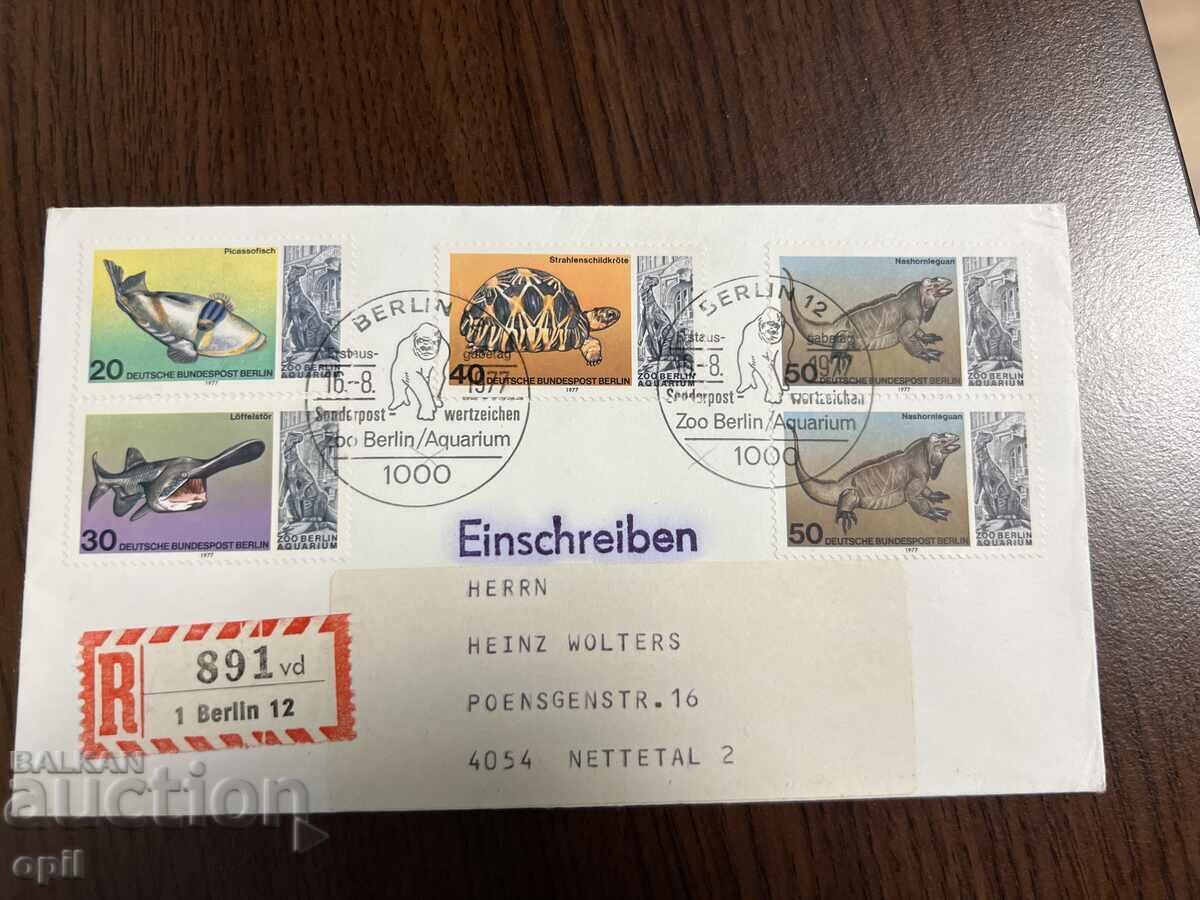 Picassofisch
20 DEUTSCHE BUNDESPOST BERLIN
1977
Strahlenschildkröte
40 DEUTSCHE BUNDESPOST BERLIN
1977
ZOO BERLIN
AQUARIUM
Nashornleguan
50 DEUTSCHE BUNDESPOST BERLIN
ZOO BERLIN
AQUARIUM
Löffelstör
30 DEUTSCHE BUNDESPOST BERLIN
1977
ZOO BERLIN
AQUARIUM
Nashornleguan
50 DEUTSCHE BUNDESPOST BERLIN
1977
ZOO BERLIN
AQUARIUM
BERLIN
gabetag
16.-8. 1977
Sonderpost- wertzeichen
Zoo Berlin/Aquarium
1000
BERLIN 12
Erstaus- gabetag
16.-8. 1977
Sonderpost- wertzeichen
Zoo Berlin/Aquarium
1000
Einschreiben
R 891 vd
1 Berlin 12
HERRN
HEINZ WOLTERS
POENSGENSTR.16
4054 NETTETAL 2
BALKAN
auction
opil